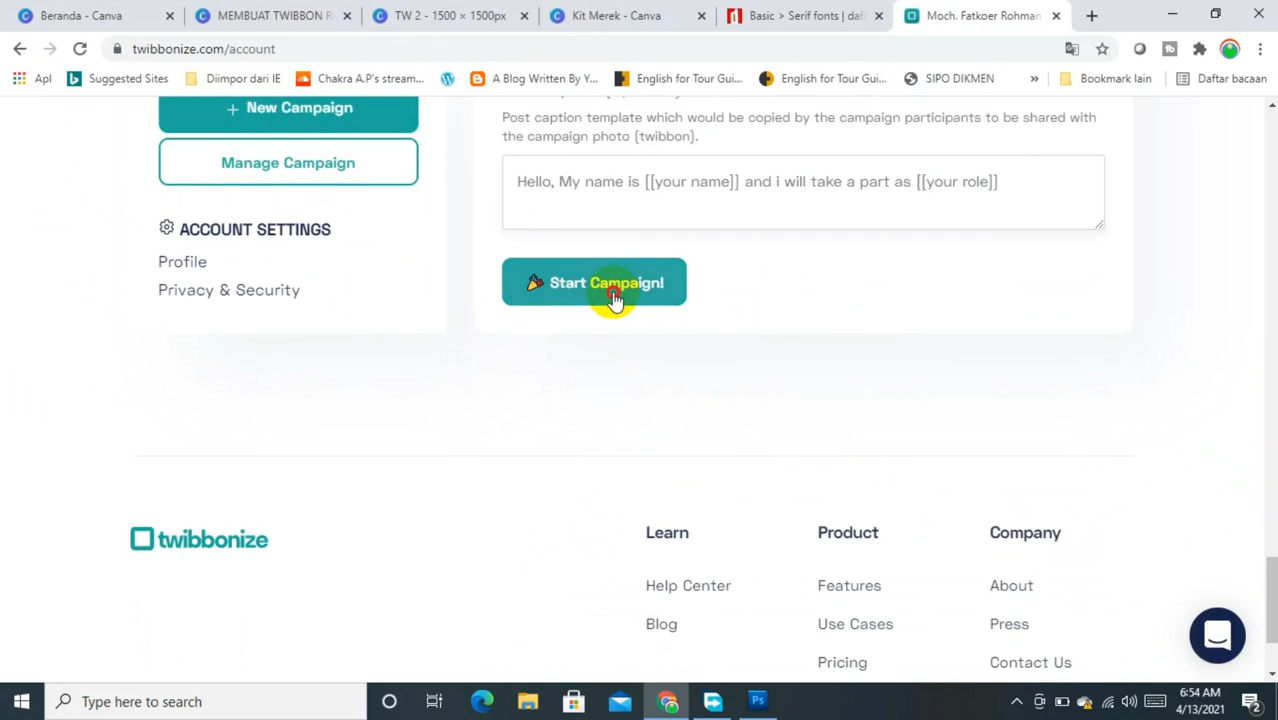 Beranda - Canva
MEMBUAT TWIBBON R
TW 2 - 1500 × 1500px
Kit Merek - Canva
Basic > Serif fonts | dafo
Moch. Fatkoer Rohman
twibbonize.com/account
Apl
Suggested Sites
Diimpor dari IE
Chakra A.P's stream...
A Blog Written By Y...
English for Tour Gui...
English for Tour Gui...
SIPO DIKMEN
»
Bookmark lain
Daftar bacaan
+ New Campaign
Manage Campaign
ACCOUNT SETTINGS
Profile
Privacy & Security
Post caption template which would be copied by the campaign participants to be shared with
the campaign photo (twibbon).
Hello, My name is [[your name]] and i will take a part as [[your role]]
Start Campaign!
twibbonize
Learn
Product
Company
Help Center
Features
About
Blog
Use Cases
Press
Pricing
Contact Us
Type here to search
Ps
6:54 AM
4/13/2021
2